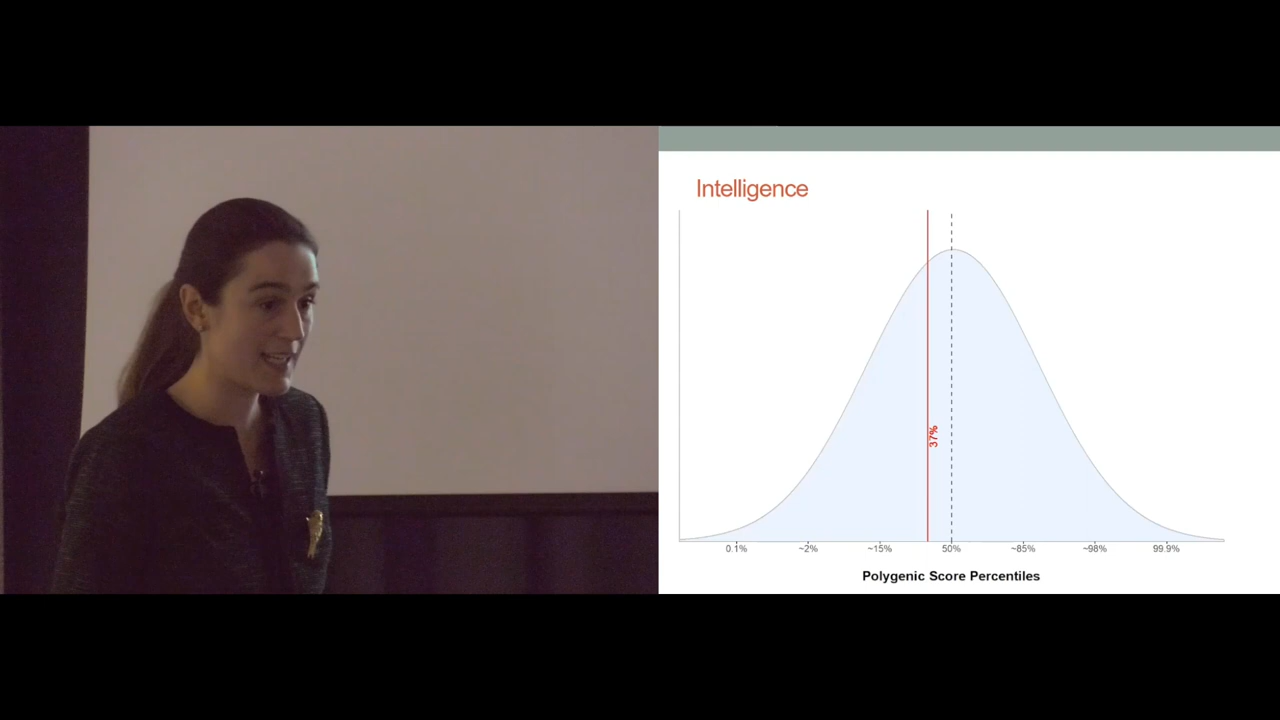 Intelligence
37%
0.1% ~2% ~15% 50% ~85% ~98% 99.9%
Polygenic Score Percentiles